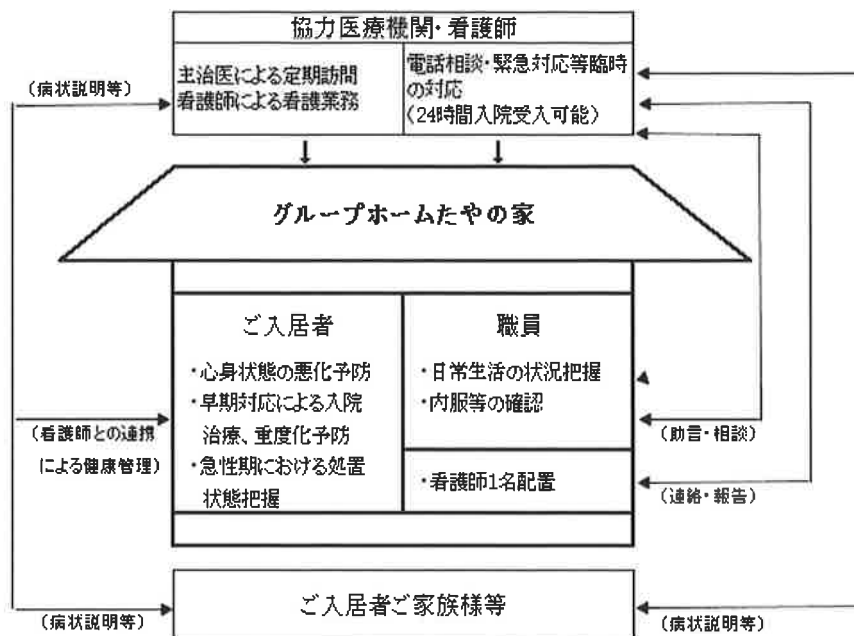 協力医療機関・看護師
主治医による定期訪問
看護師による看護業務
電話相談・緊急対応等臨時
の対応
(24時間入院受入可能)
(病状説明等)
グループホームたやの家
ご入居者
・心身状態の悪化予防
・早期対応による入院
治療、重度化予防
・急性期における処置
状態把握
職員
・日常生活の状況把握
・内服等の確認
・看護師1名配置
(看護師との連携
による健康管理)
(助言・相談)
(連絡・報告)
(病状説明等)
ご入居者ご家族様等
(病状説明等)